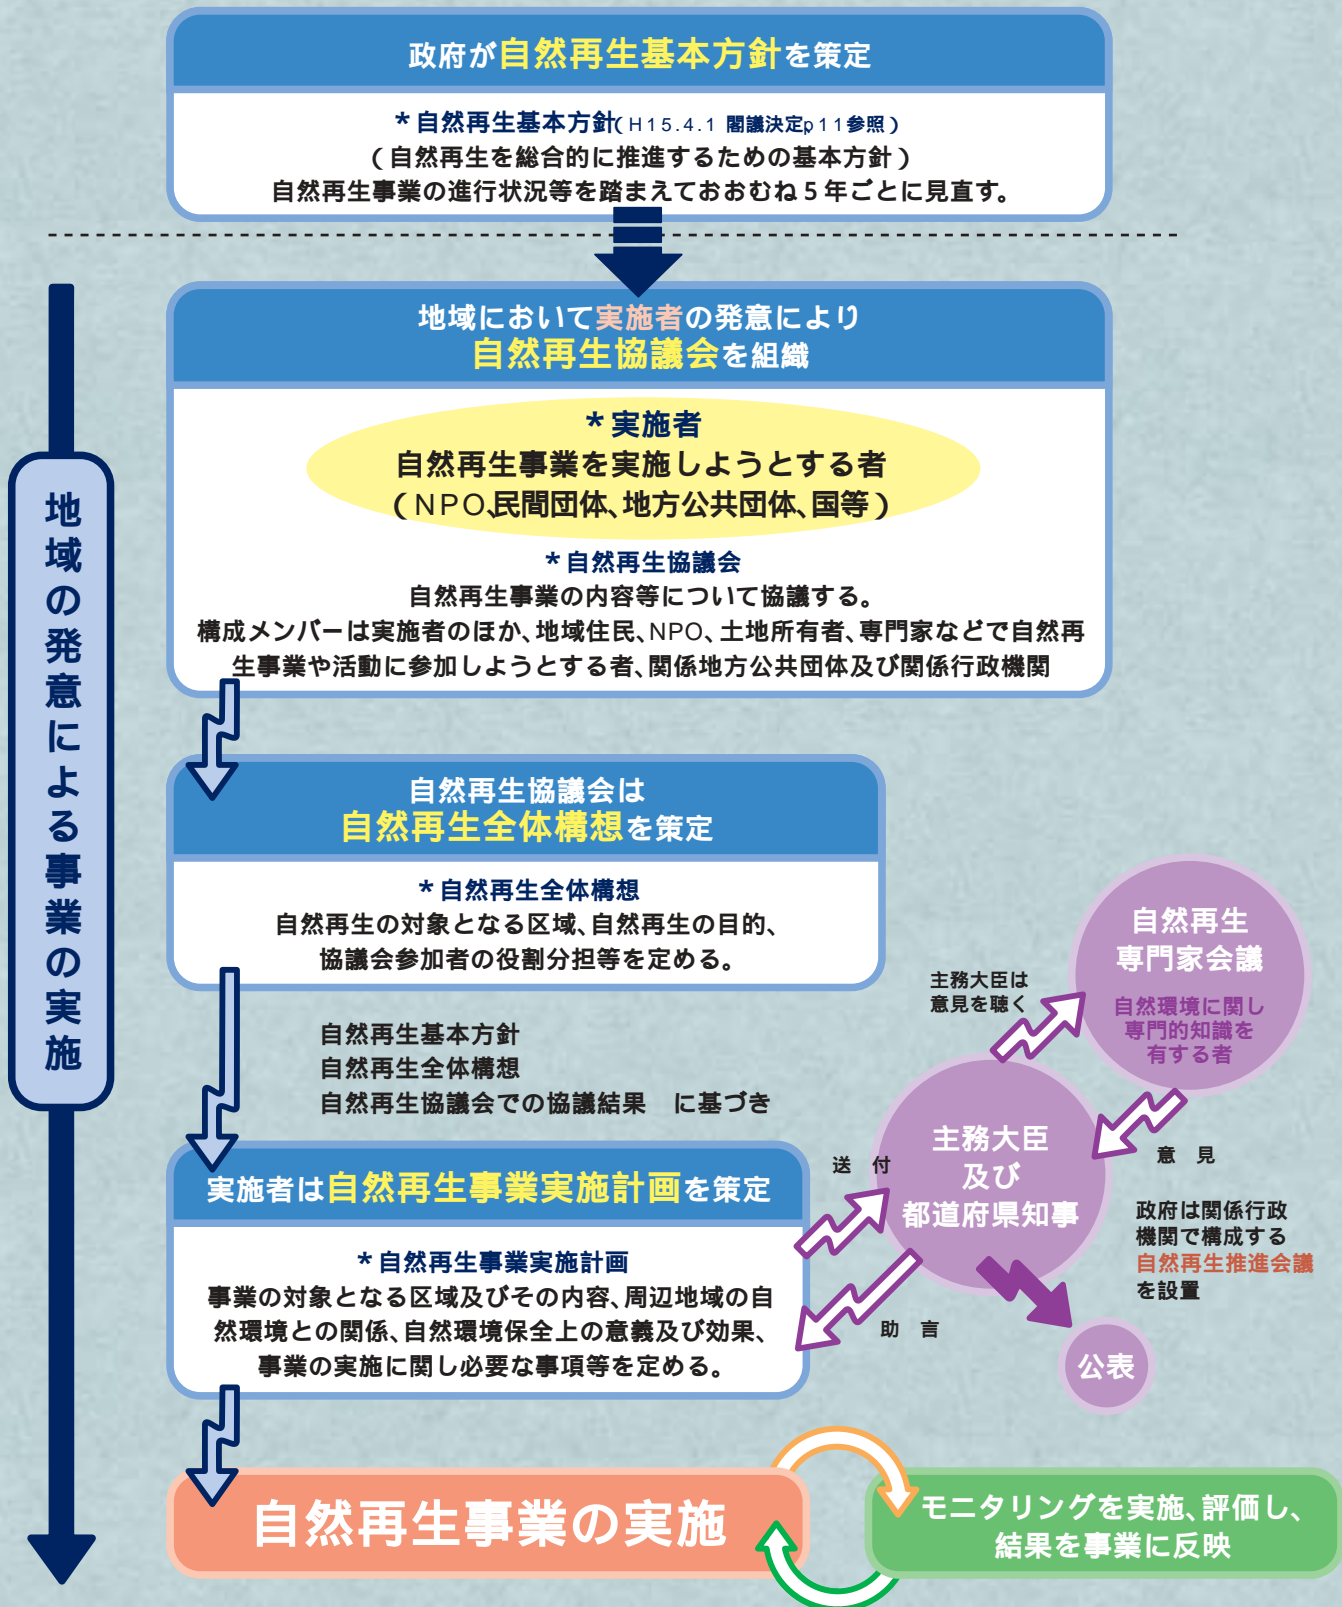 政府が自然再生基本方針を策定
*自然再生基本方針(H15.4.1 閣議決定p11参照)
(自然再生を総合的に推進するための基本方針)
自然再生事業の進行状況等を踏まえておおむね5年ごとに見直す。
地域において実施者の発意により
自然再生協議会を組織
*実施者
自然再生事業を実施しようとする者
(NPO、民間団体、地方公共団体、国等)
*自然再生協議会
自然再生事業の内容等について協議する。
構成メンバーは実施者のほか、地域住民、NPO、土地所有者、専門家などで自然再
生事業や活動に参加しようとする者、関係地方公共団体及び関係行政機関
地域の発意による事業の実施
自然再生協議会は
自然再生全体構想を策定
*自然再生全体構想
自然再生の対象となる区域、自然再生の目的、
協議会参加者の役割分担等を定める。
自然再生基本方針
自然再生全体構想
自然再生協議会での協議結果　に基づき
実施者は自然再生事業実施計画を策定
*自然再生事業実施計画
事業の対象となる区域及びその内容、周辺地域の自
然環境との関係、自然環境保全上の意義及び効果、
事業の実施に関し必要な事項等を定める。
自然再生
専門家会議
自然環境に関し
専門的知識を
有する者
主務大臣は
意見を聴く
主務大臣
及び
都道府県知事
意　見
送　付
助　言
政府は関係行政
機関で構成する
自然再生推進会議
を設置
公表
自然再生事業の実施
モニタリングを実施、評価し、
結果を事業に反映